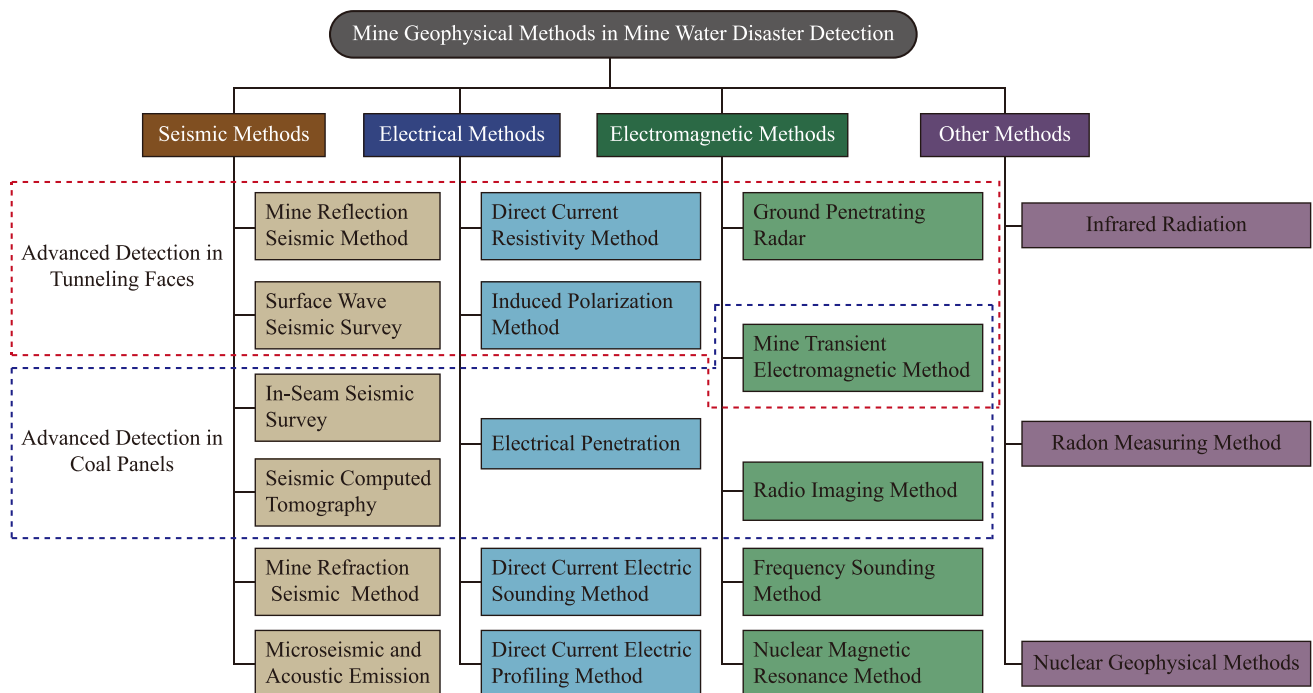 Mine Geophysical Methods in Mine Water Disaster Detection
Seismic Methods
Electrical Methods
Electromagnetic Methods
Other Methods
Advanced Detection in
Tunneling Faces
Advanced Detection in
Coal Panels
Mine Reflection
Seismic Method
Surface Wave
Seismic Survey
In-Seam Seismic
Survey
Seismic Computed
Tomography
Mine Refraction
Seismic Method
Microseismic and
Acoustic Emission
Direct Current
Resistivity Method
Induced Polarization
Method
Electrical Penetration
Direct Current Electric
Sounding Method
Direct Current Electric
Profiling Method
Ground Penetrating
Radar
Mine Transient
Electromagnetic Method
Radio Imaging Method
Frequency Sounding
Method
Nuclear Magnetic
Resonance Method
Infrared Radiation
Radon Measuring Method
Nuclear Geophysical Methods